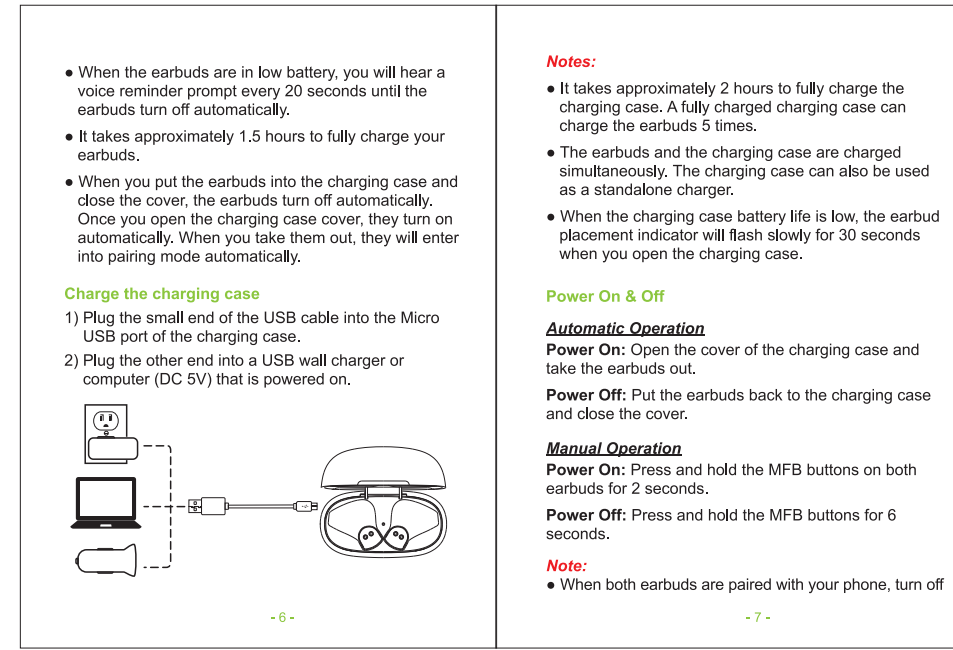 ● When the earbuds are in low battery, you will hear a
voice reminder prompt every 20 seconds until the
earbuds turn off automatically.
● It takes approximately 1.5 hours to fully charge your
earbuds.
● When you put the earbuds into the charging case and
close the cover, the earbuds turn off automatically.
Once you open the charging case cover, they turn on
automatically. When you take them out, they will enter
into pairing mode automatically.
Charge the charging case
1) Plug the small end of the USB cable into the Micro
USB port of the charging case.
2) Plug the other end into a USB wall charger or
computer (DC 5V) that is powered on.
- 6 -
Notes:
● It takes approximately 2 hours to fully charge the
charging case. A fully charged charging case can
charge the earbuds 5 times.
● The earbuds and the charging case are charged
simultaneously. The charging case can also be used
as a standalone charger.
● When the charging case battery life is low, the earbud
placement indicator will flash slowly for 30 seconds
when you open the charging case.
Power On & Off
Automatic Operation
Power On: Open the cover of the charging case and
take the earbuds out.
Power Off: Put the earbuds back to the charging case
and close the cover.
Manual Operation
Power On: Press and hold the MFB buttons on both
earbuds for 2 seconds.
Power Off: Press and hold the MFB buttons for 6
seconds.
Note:
● When both earbuds are paired with your phone, turn off
- 7 -